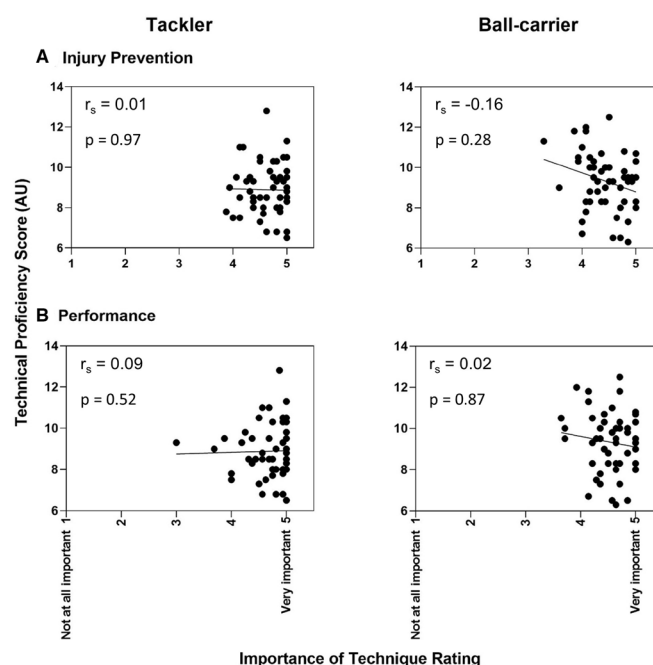 Tackler
Ball-carrier
A Injury Prevention
14
12
10
8
6
1
2
3
4
5
r_s = 0.01
p = 0.97
14
12
10
8
6
1
2
3
4
5
r_s = -0.16
p = 0.28
Technical Proficiency Score (AU)
B Performance
14
12
10
8
6
r_s = 0.09
p = 0.52
Not at all important 1
2
3
4
Very important 5
14
12
10
8
6
r_s = 0.02
p = 0.87
Not at all important 1
2
3
4
Very important 5
Importance of Technique Rating